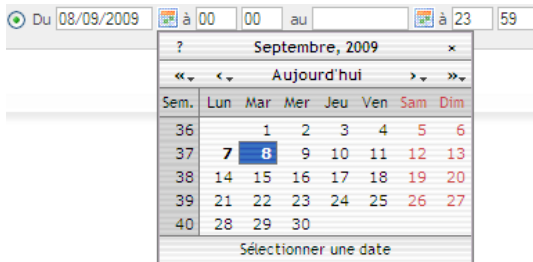 Du 08/09/2009 à 00 00 au à 23 59
? Septembre, 2009 ×
« ‹ Aujourd'hui › »
Sem. Lun Mar Mer Jeu Ven Sam Dim
36 1 2 3 4 5 6
37 7 8 9 10 11 12 13
38 14 15 16 17 18 19 20
39 21 22 23 24 25 26 27
40 28 29 30
Sélectionner une date